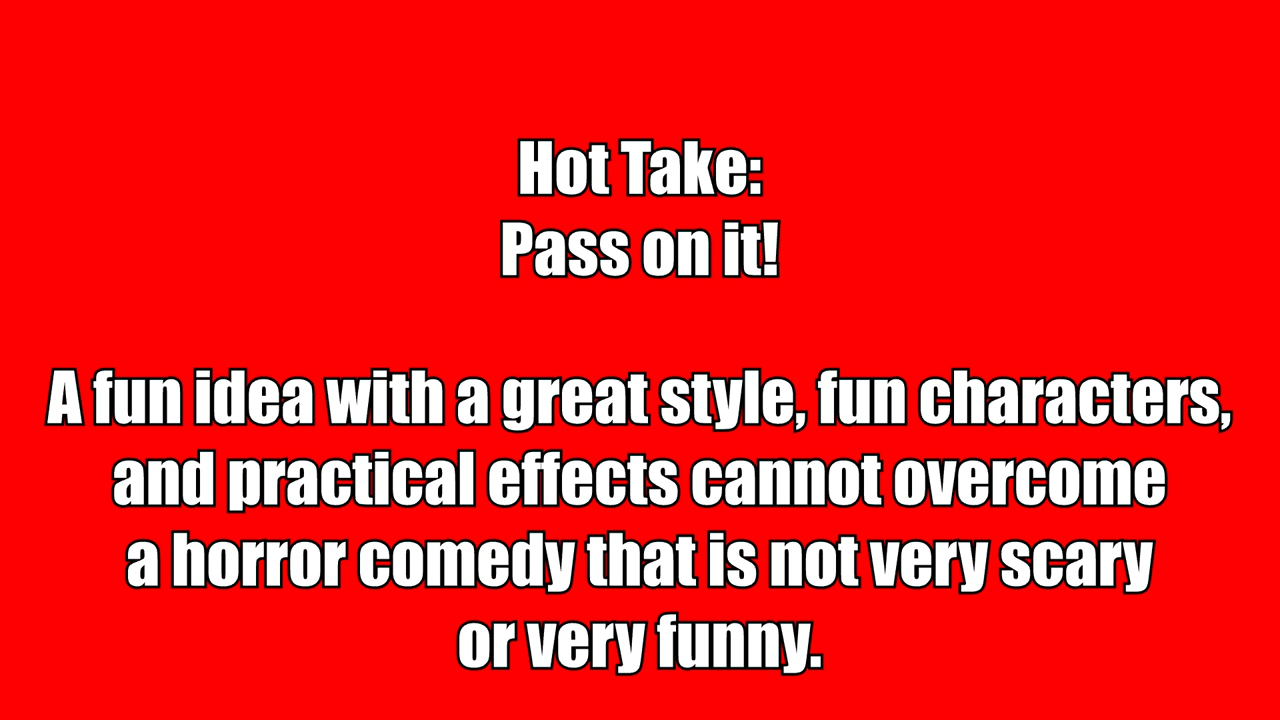 Hot Take:
Pass on it!
A fun idea with a great style, fun characters,
and practical effects cannot overcome
a horror comedy that is not very scary
or very funny.